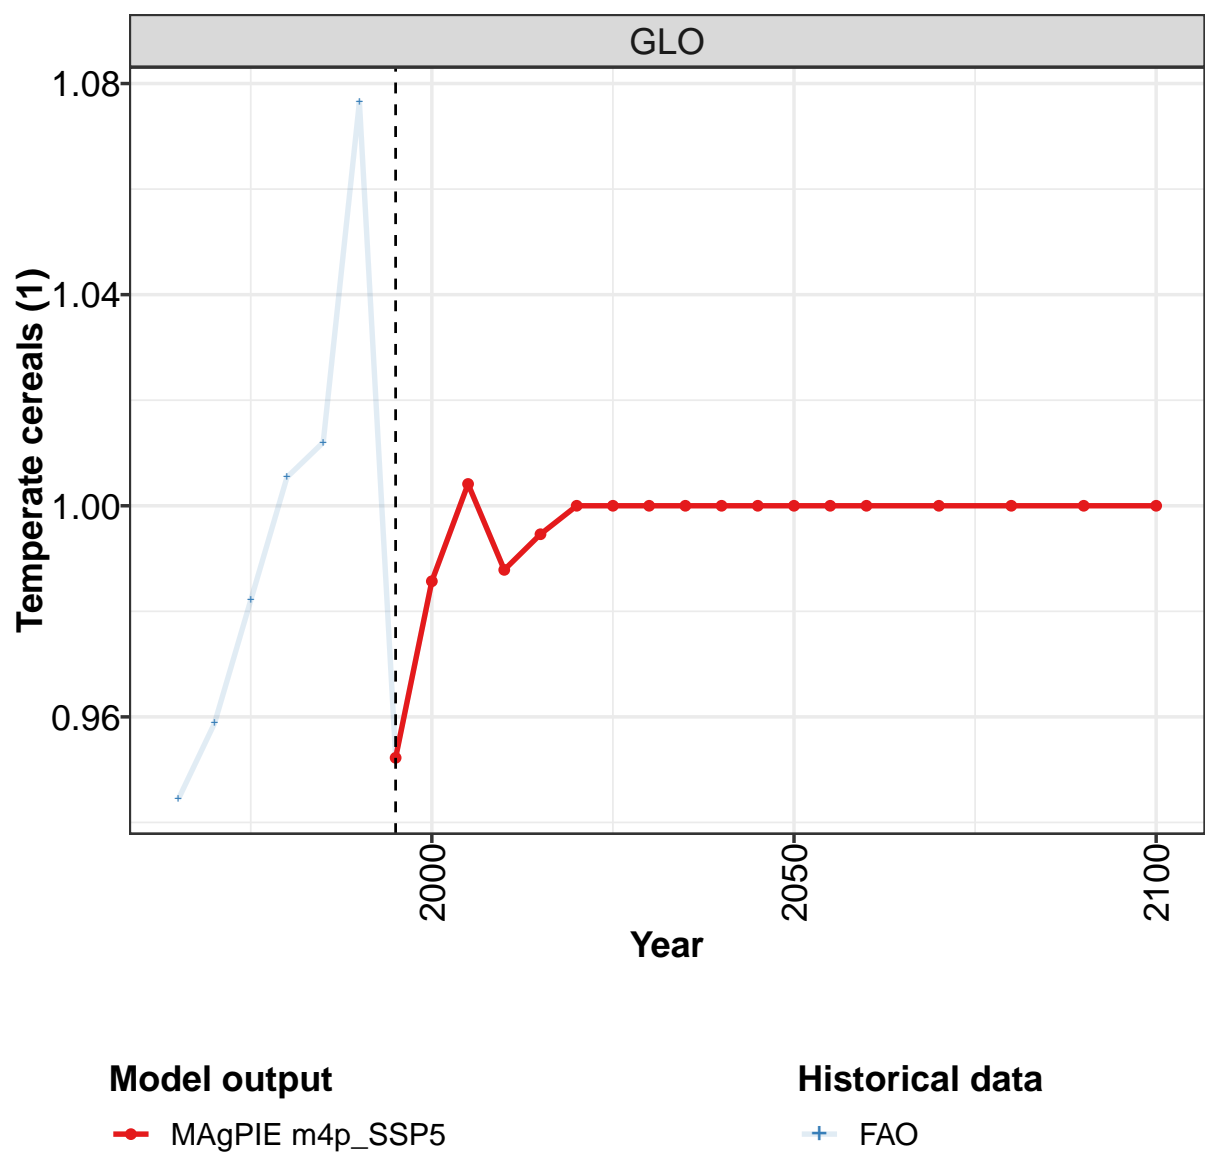 GLO
1.08
1.04
1.00
0.96
Temperate cereals (1)
2000
2050
2100
Year
Model output
MAgPIE m4p_SSP5
Historical data
FAO